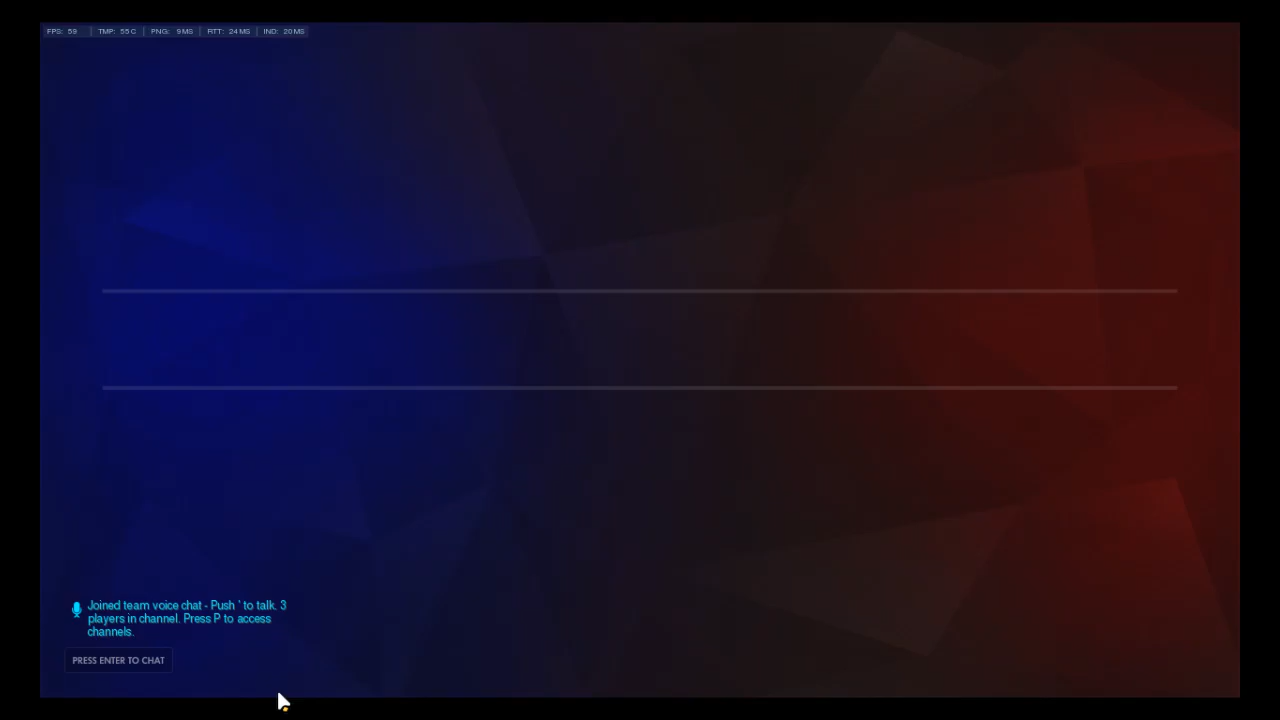 FPS: 59 | TMP: 55 C | PNG: 9 MS | RTT: 24 MS | IND: 20 MS
Joined team voice chat - Push ` to talk. 3
players in channel. Press P to access
channels.
PRESS ENTER TO CHAT